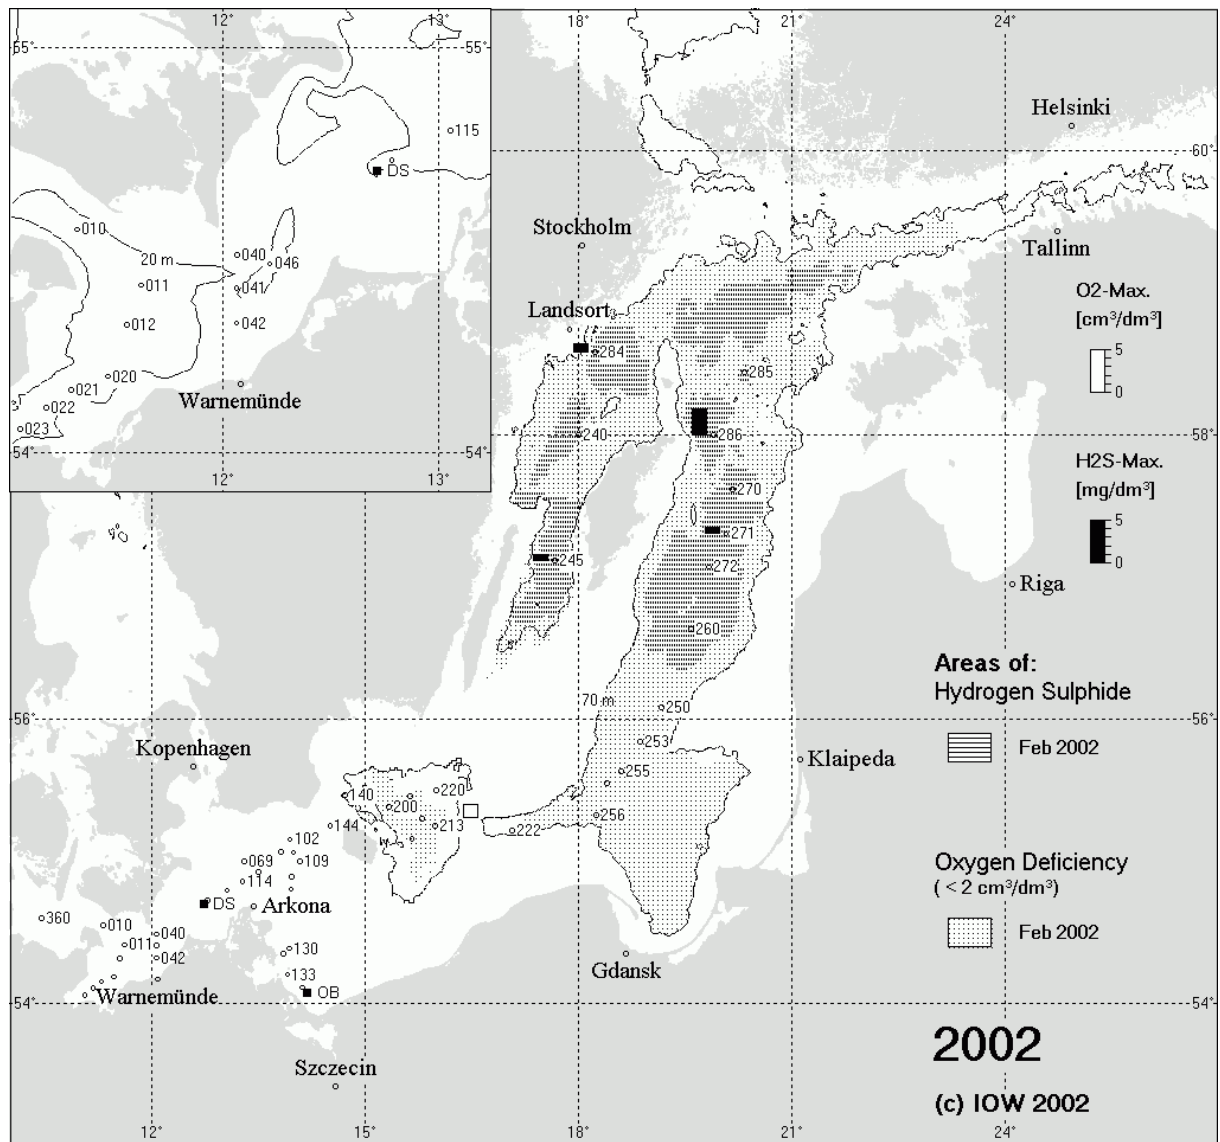 12°
13°
18°
21°
24°
55°
55°
115
DS
Helsinki
60°
010
20 m
040
046
011
041
012
042
020
021
022
023
Warnemünde
54°
54°
12°
13°
Stockholm
Tallinn
Landsort
O2-Max.
[cm³/dm³]
5
0
284
285
240
286
58°
H2S-Max.
[mg/dm³]
5
0
270
271
245
272
Riga
260
Areas of:
Hydrogen Sulphide
Feb 2002
70 m
250
56°
56°
253
Kopenhagen
Klaipeda
255
140
200
220
256
144
213
222
102
069
109
114
Oxygen Deficiency
( < 2 cm³/dm³)
DS
Arkona
360
010
040
Feb 2002
011
130
042
Gdansk
133
OB
Warnemünde
54°
54°
2002
Szczecin
(c) IOW 2002
12°
15°
18°
21°
24°